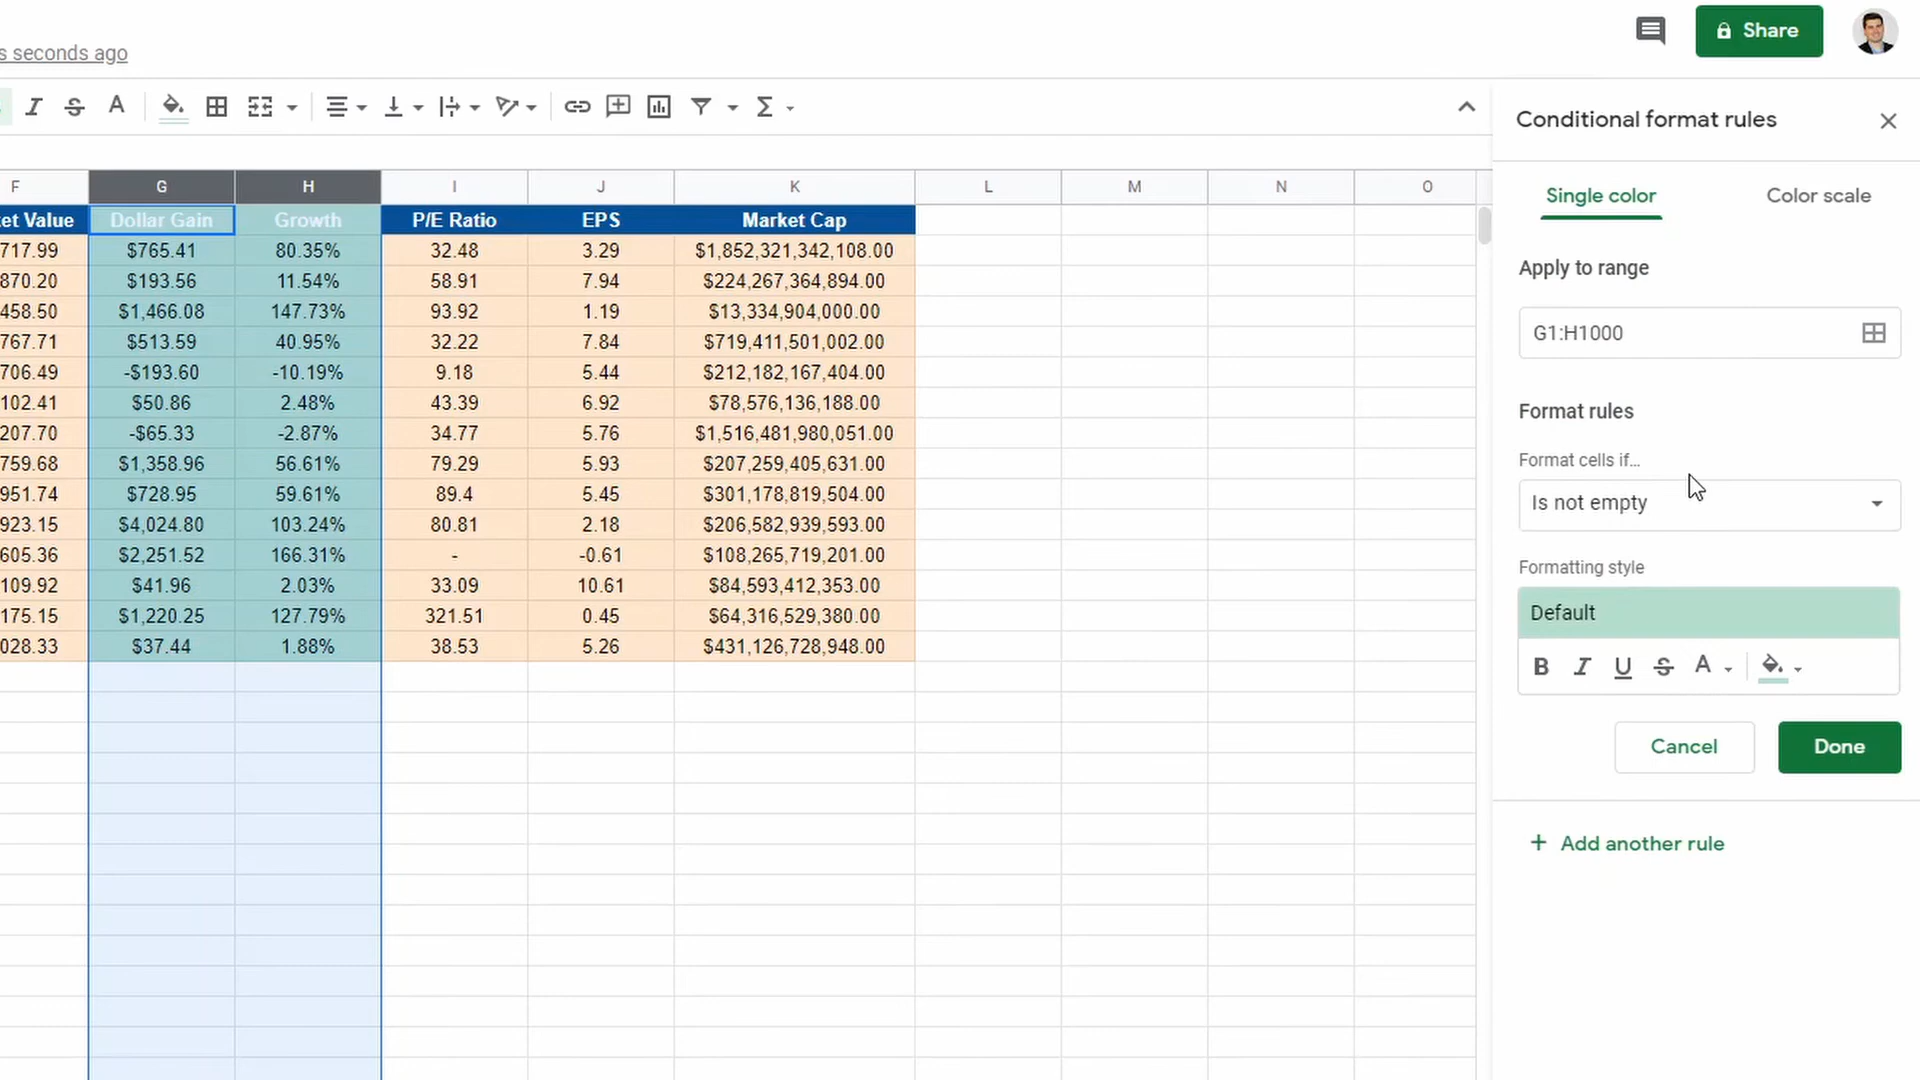 s seconds ago
Share
Conditional format rules
Single color Color scale
Apply to range
G1:H1000
Format rules
Format cells if…
Is not empty
Formatting style
Default
B I U S A
Cancel Done
+ Add another rule
A
F G H I J K L M N O
et Value Dollar Gain Growth P/E Ratio EPS Market Cap
717.99 $765.41 80.35% 32.48 3.29 $1,852,321,342,108.00
870.20 $193.56 11.54% 58.91 7.94 $224,267,364,894.00
458.50 $1,466.08 147.73% 93.92 1.19 $13,334,904,000.00
767.71 $513.59 40.95% 32.22 7.84 $719,411,501,002.00
706.49 -$193.60 -10.19% 9.18 5.44 $212,182,167,404.00
102.41 $50.86 2.48% 43.39 6.92 $78,576,136,188.00
207.70 -$65.33 -2.87% 34.77 5.76 $1,516,481,980,051.00
759.68 $1,358.96 56.61% 79.29 5.93 $207,259,405,631.00
951.74 $728.95 59.61% 89.4 5.45 $301,178,819,504.00
923.15 $4,024.80 103.24% 80.81 2.18 $206,582,939,593.00
605.36 $2,251.52 166.31% - -0.61 $108,265,719,201.00
109.92 $41.96 2.03% 33.09 10.61 $84,593,412,353.00
175.15 $1,220.25 127.79% 321.51 0.45 $64,316,529,380.00
028.33 $37.44 1.88% 38.53 5.26 $431,126,728,948.00